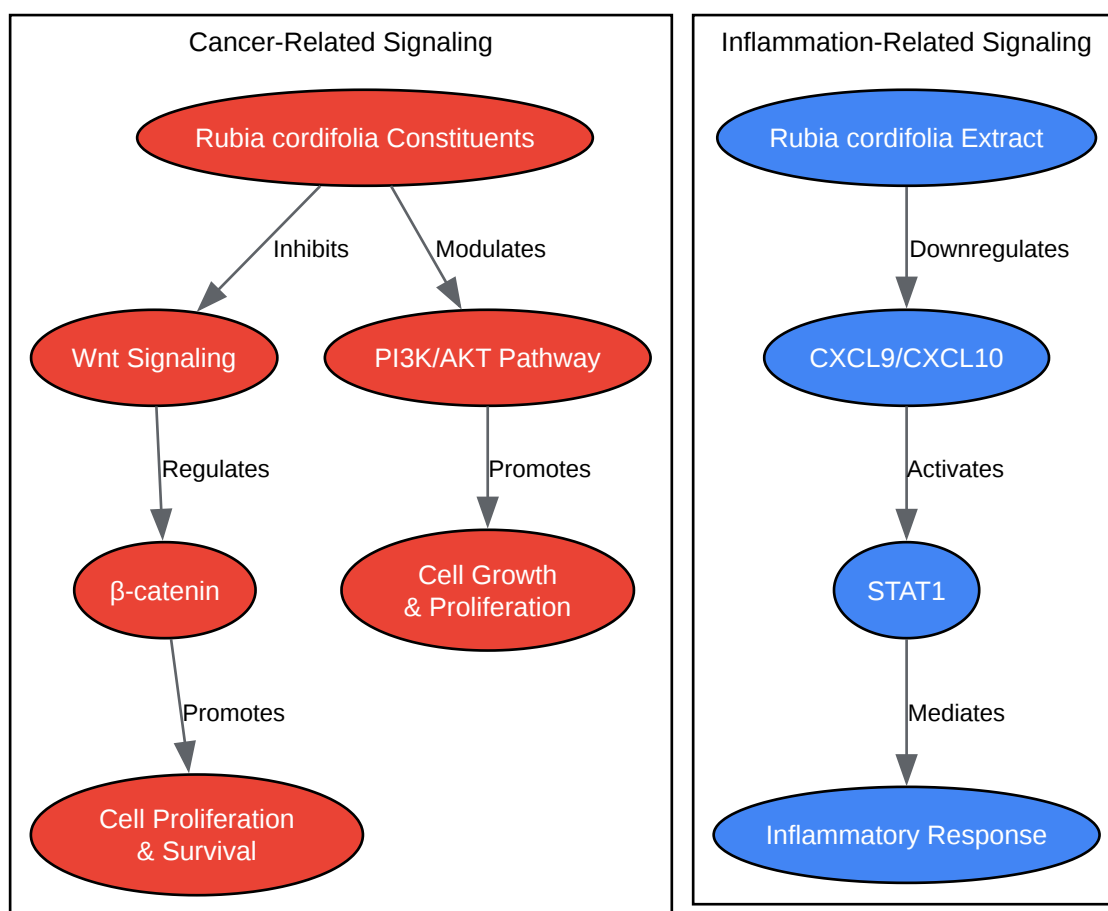 Cancer-Related Signaling
Rubia cordifolia Constituents
Inhibits
Modulates
Wnt Signaling
PI3K/AKT Pathway
Regulates
Promotes
β-catenin
Cell Growth
& Proliferation
Promotes
Cell Proliferation
& Survival
Inflammation-Related Signaling
Rubia cordifolia Extract
Downregulates
CXCL9/CXCL10
Activates
STAT1
Mediates
Inflammatory Response